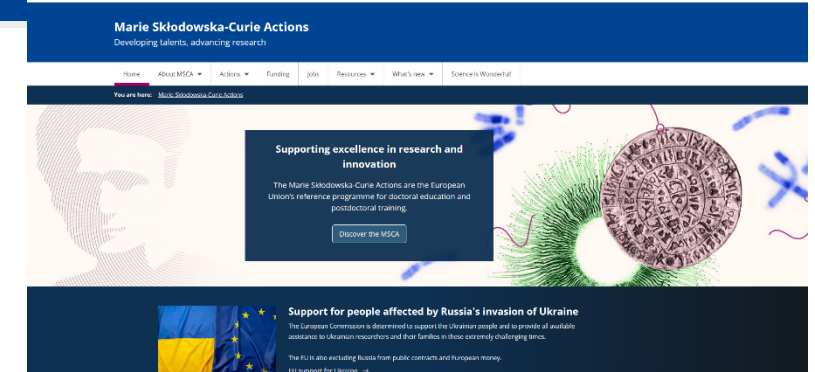 Marie Skłodowska-Curie Actions
Developing talents, advancing research
Home About MSCA Actions Funding Jobs Resources What's new Science is Wonderful!
You are here: Marie Skłodowska-Curie Actions
Supporting excellence in research and
innovation
The Marie Skłodowska-Curie Actions are the European
Union's reference programme for doctoral education and
postdoctoral training.
Discover the MSCA
Support for people affected by Russia's invasion of Ukraine
The European Commission is determined to support the Ukrainian people and to provide all available
assistance to Ukrainian researchers and their families in these extremely challenging times.
The EU is also excluding Russia from public contracts and European money.
EU support for Ukraine →